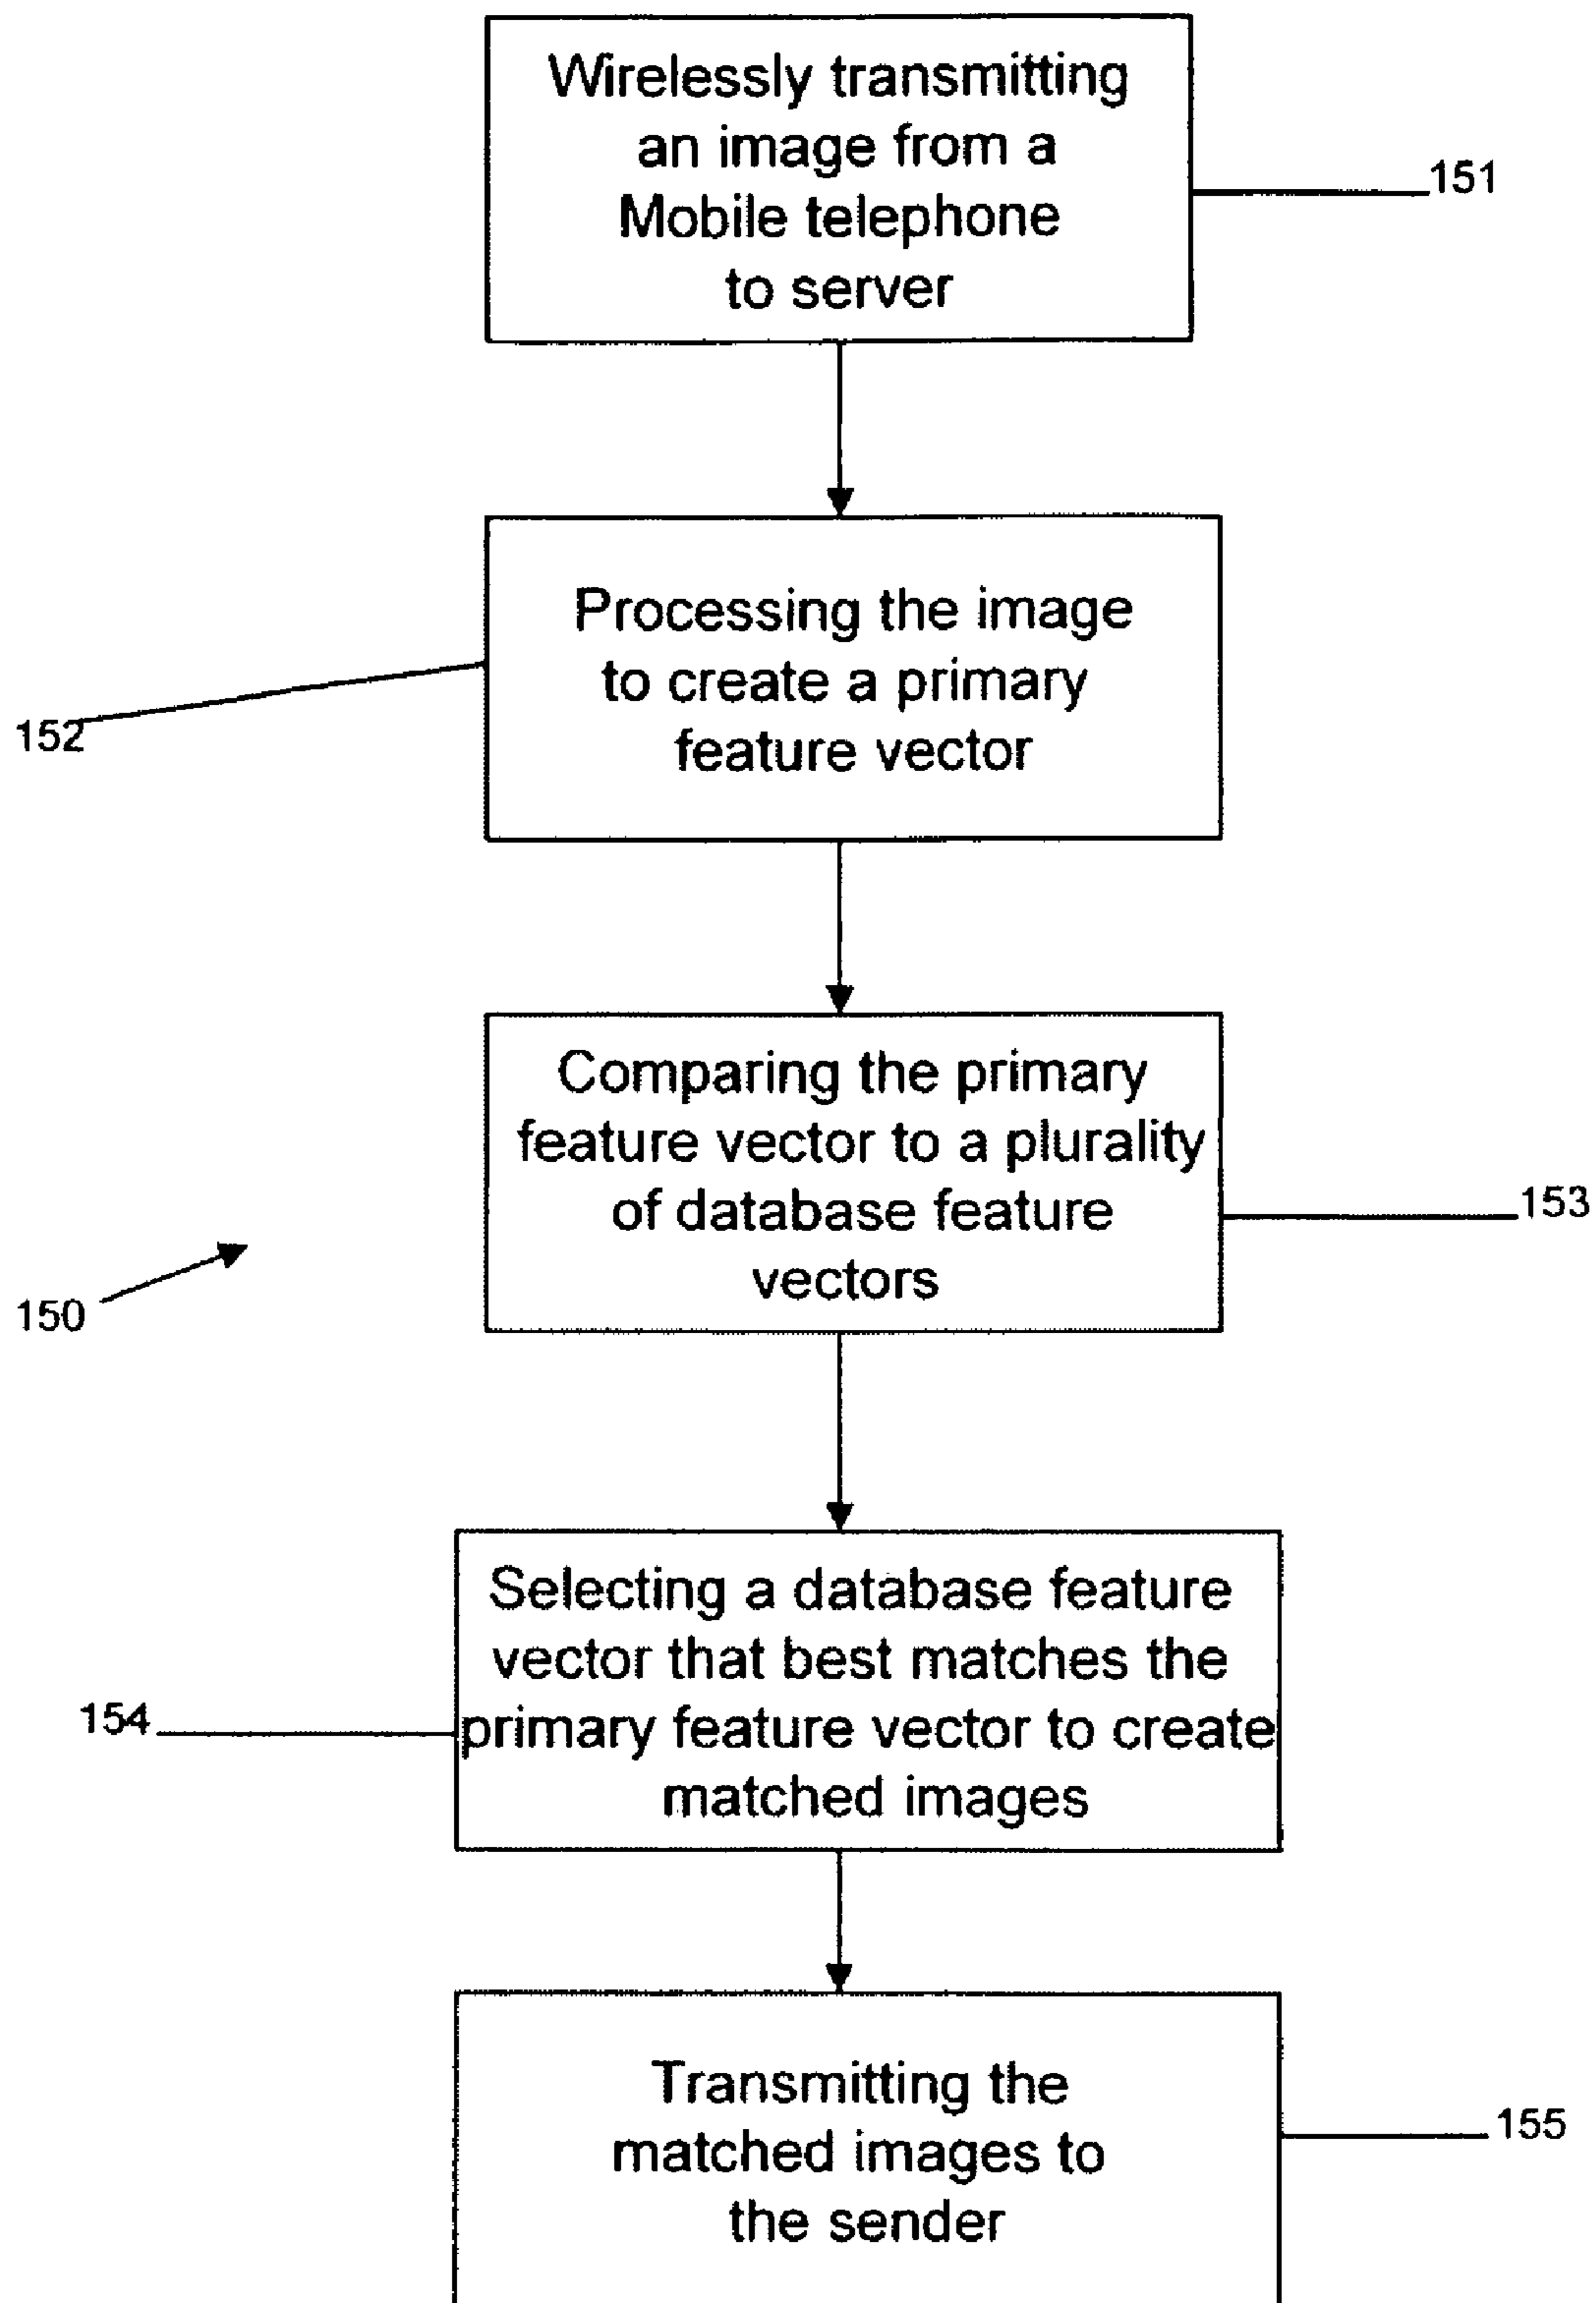 Wirelessly transmitting
an image from a
Mobile telephone
to server
151
Processing the image
to create a primary
feature vector
152
Comparing the primary
feature vector to a plurality
of database feature
vectors
153
150
Selecting a database feature
vector that best matches the
primary feature vector to create
matched images
154
Transmitting the
matched images to
the sender
155